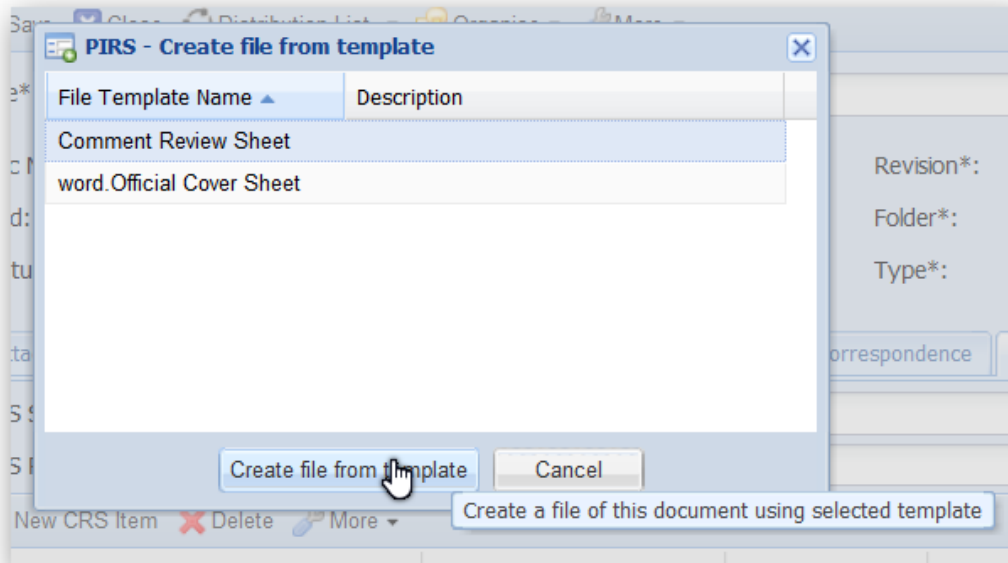 Close Distribution List Organise More
PIRS - Create file from template
File Template Name Description
Comment Review Sheet
word.Official Cover Sheet
Revision*:
d: Folder*:
Type*:
S
S
Create file from template Cancel
Create a file of this document using selected template
New CRS Item Delete More